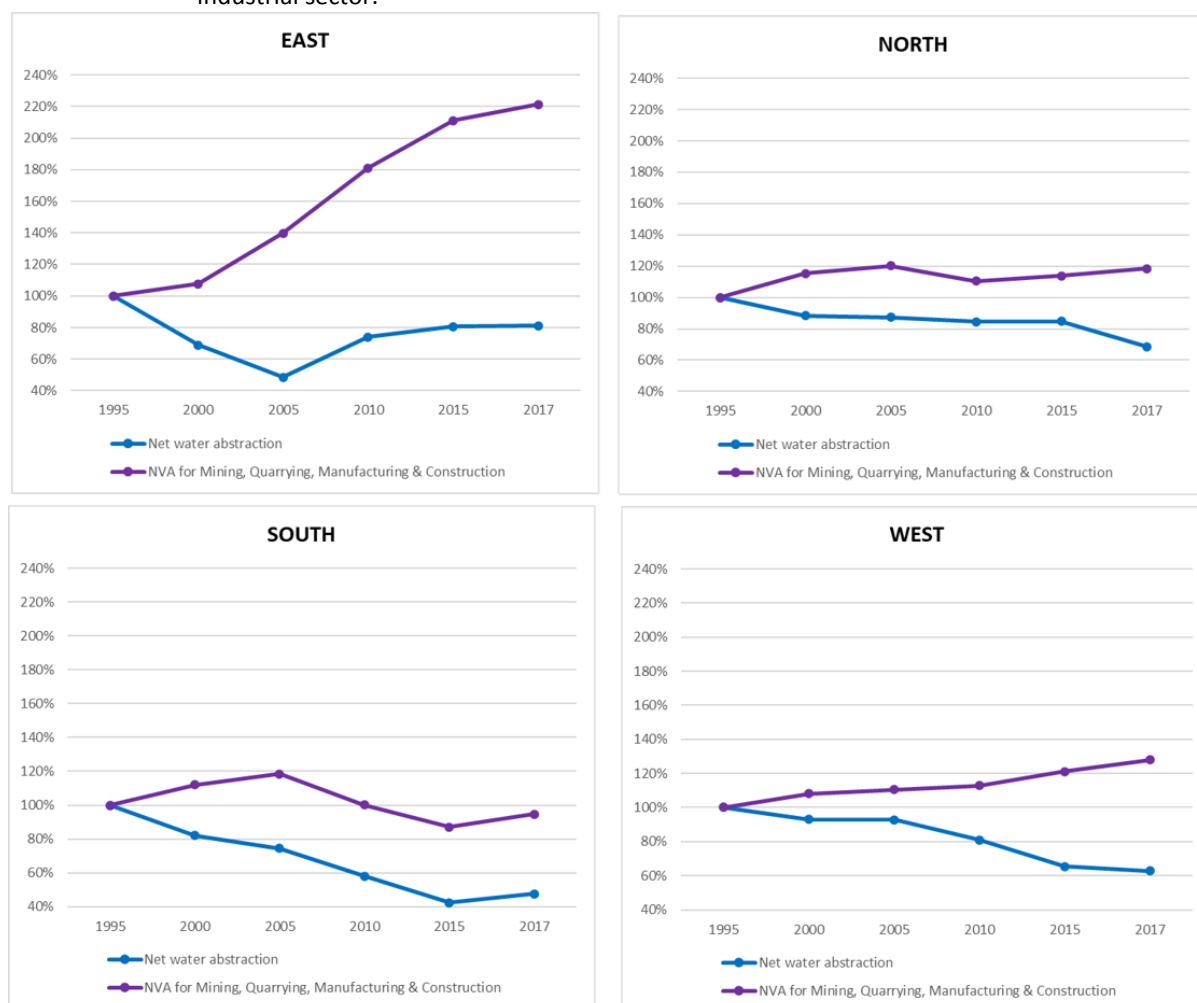 industrial sector.
EAST
240%
220%
200%
180%
160%
140%
120%
100%
80%
60%
40%
1995 2000 2005 2010 2015 2017
Net water abstraction
NVA for Mining, Quarrying, Manufacturing & Construction
NORTH
240%
220%
200%
180%
160%
140%
120%
100%
80%
60%
40%
1995 2000 2005 2010 2015 2017
Net water abstraction
NVA for Mining, Quarrying, Manufacturing & Construction
SOUTH
240%
220%
200%
180%
160%
140%
120%
100%
80%
60%
40%
1995 2000 2005 2010 2015 2017
Net water abstraction
NVA for Mining, Quarrying, Manufacturing & Construction
WEST
240%
220%
200%
180%
160%
140%
120%
100%
80%
60%
40%
1995 2000 2005 2010 2015 2017
Net water abstraction
NVA for Mining, Quarrying, Manufacturing & Construction